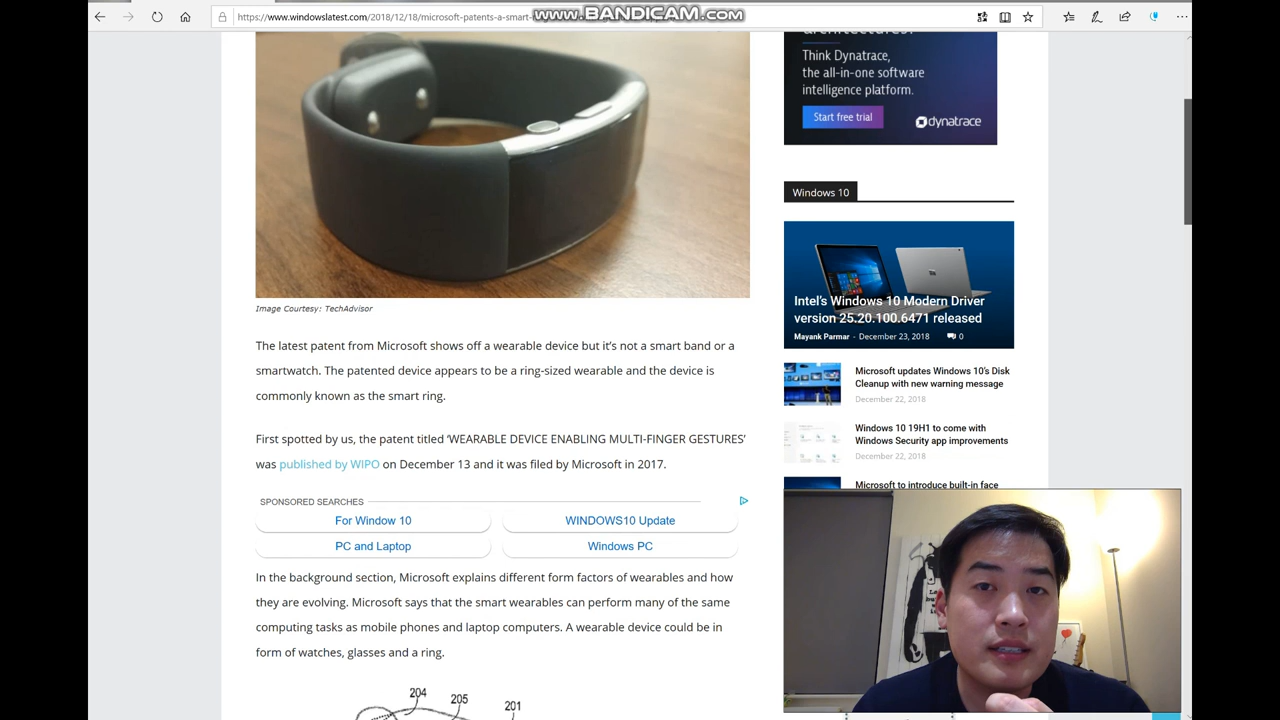 https://www.windowslatest.com/2018/12/18/microsoft-patents-a-smart-
www.BANDICAM.com
Image Courtesy: TechAdvisor
The latest patent from Microsoft shows off a wearable device but it's not a smart band or a
smartwatch. The patented device appears to be a ring-sized wearable and the device is
commonly known as the smart ring.
First spotted by us, the patent titled 'WEARABLE DEVICE ENABLING MULTI-FINGER GESTURES'
was published by WIPO on December 13 and it was filed by Microsoft in 2017.
SPONSORED SEARCHES
For Window 10
WINDOWS10 Update
PC and Laptop
Windows PC
In the background section, Microsoft explains different form factors of wearables and how
they are evolving. Microsoft says that the smart wearables can perform many of the same
computing tasks as mobile phones and laptop computers. A wearable device could be in
form of watches, glasses and a ring.
204
205
201
architectures.
Think Dynatrace,
the all-in-one software
intelligence platform.
Start free trial
dynatrace
Windows 10
Intel's Windows 10 Modern Driver
version 25.20.100.6471 released
Mayank Parmar - December 23, 2018 0
Microsoft updates Windows 10's Disk
Cleanup with new warning message
December 22, 2018
Windows 10 19H1 to come with
Windows Security app improvements
December 22, 2018
Microsoft to introduce built-in face